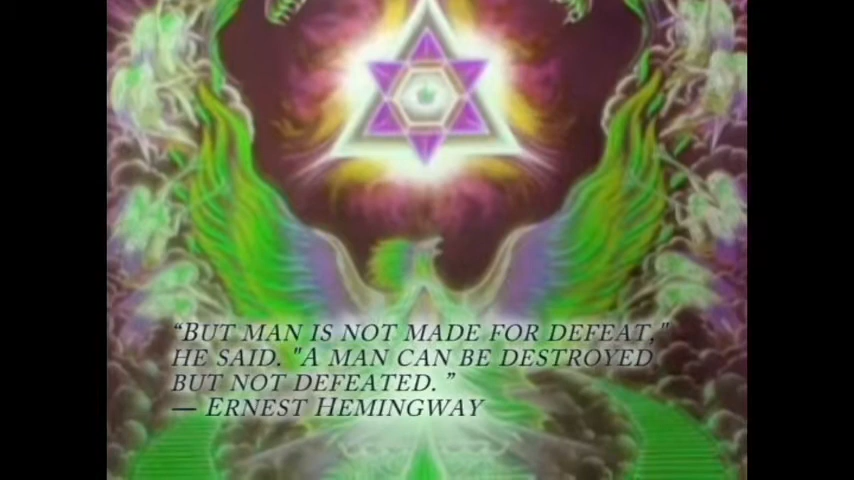 “BUT MAN IS NOT MADE FOR DEFEAT,"
HE SAID. "A MAN CAN BE DESTROYED
BUT NOT DEFEATED. ”
— ERNEST HEMINGWAY